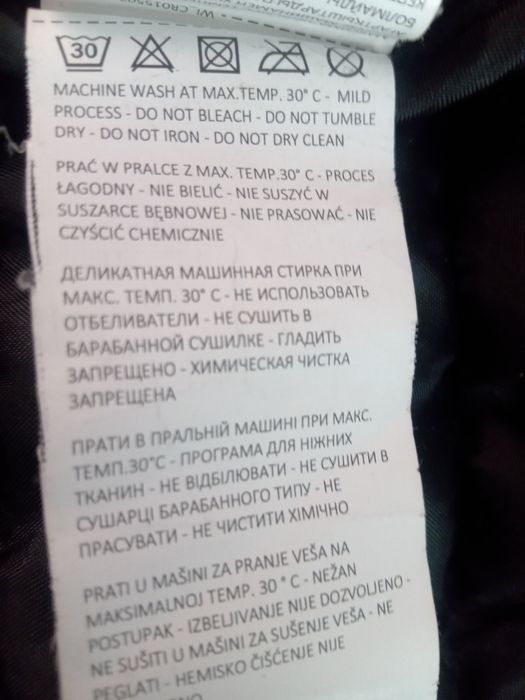 30
MACHINE WASH AT MAX.TEMP. 30° C - MILD
PROCESS - DO NOT BLEACH - DO NOT TUMBLE
DRY - DO NOT IRON - DO NOT DRY CLEAN
PRAĆ W PRALCE Z MAX. TEMP.30° C - PROCES
ŁAGODNY - NIE BIELIĆ - NIE SUSZYĆ W
SUSZARCE BĘBNOWEJ - NIE PRASOWAĆ - NIE
CZYŚCIĆ CHEMICZNIE
ДЕЛИКАТНАЯ МАШИННАЯ СТИРКА ПРИ
МАКС. ТЕМП. 30° C - НЕ ИСПОЛЬЗОВАТЬ
ОТБЕЛИВАТЕЛИ - НЕ СУШИТЬ В
БАРАБАННОЙ СУШИЛКЕ - ГЛАДИТЬ
ЗАПРЕЩЕНО - ХИМИЧЕСКАЯ ЧИСТКА
ЗАПРЕЩЕНА
ПРАТИ В ПРАЛЬНІЙ МАШИНІ ПРИ МАКС.
ТЕМП.30°C - ПРОГРАМА ДЛЯ НІЖНИХ
ТКАНИН - НЕ ВІДБІЛЮВАТИ - НЕ СУШИТИ В
СУШАРЦІ БАРАБАННОГО ТИПУ - НЕ
ПРАСУВАТИ - НЕ ЧИСТИТИ ХІМІЧНО
PRATI U MAŠINI ZA PRANJE VEŠA NA
MAKSIMALNOJ TEMP. 30 ° C - NEŽAN
POSTUPAK - IZBELJIVANJE NIJE DOZVOLJENO -
NE SUŠITI U MAŠINI ZA SUŠENJE VEŠA - NE
PEGLATI - HEMISKO ČIŠĆENJE NIJE